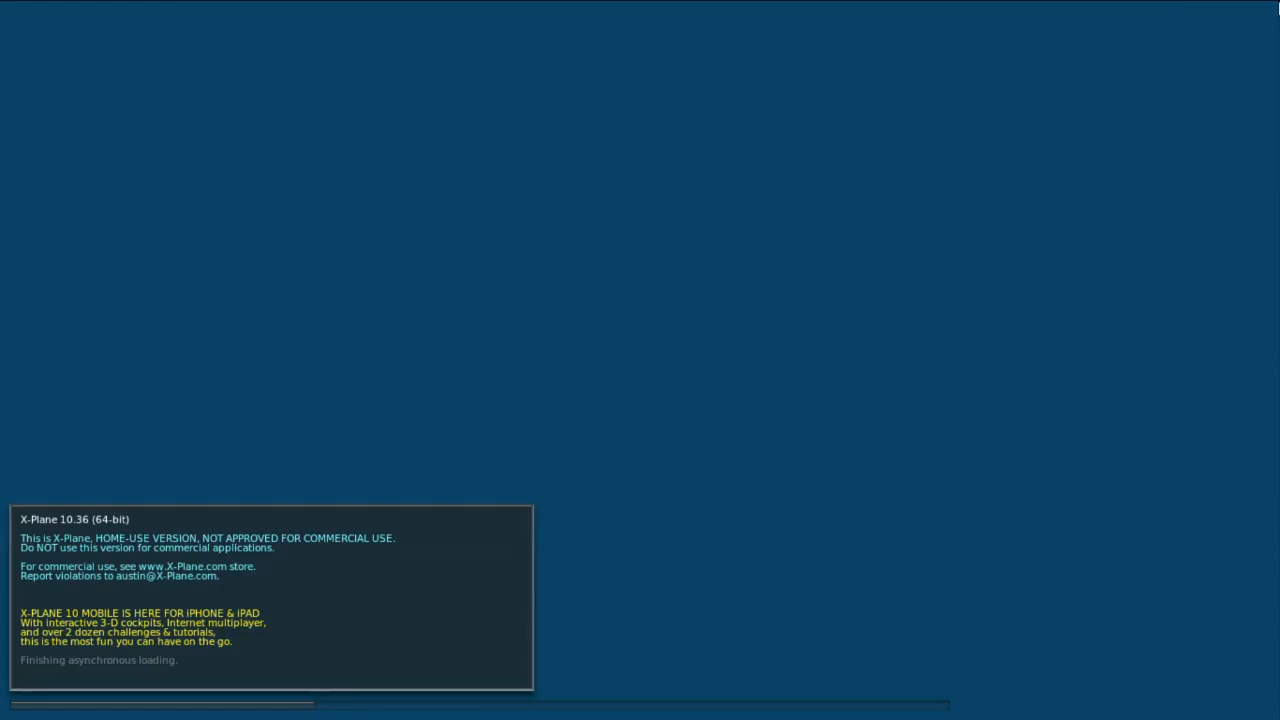 X-Plane 10.36 (64-bit)
This is X-Plane, HOME-USE VERSION, NOT APPROVED FOR COMMERCIAL USE.
Do NOT use this version for commercial applications.
For commercial use, see www.X-Plane.com store.
Report violations to austin@X-Plane.com.
X-PLANE 10 MOBILE IS HERE FOR iPHONE & iPAD
With interactive 3-D cockpits, Internet multiplayer,
and over 2 dozen challenges & tutorials,
this is the most fun you can have on the go.
Finishing asynchronous loading.